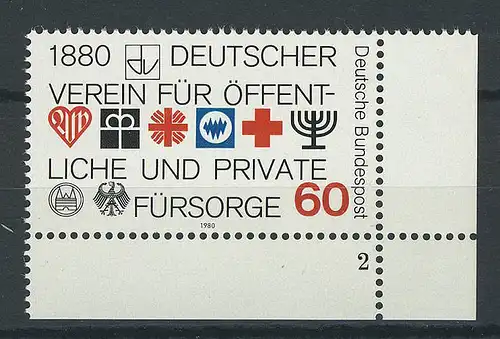 1880 DEUTSCHER
VEREIN FÜR ÖFFENT-
LICHE UND PRIVATE
FÜRSORGE 60
1980
Deutsche Bundespost
2